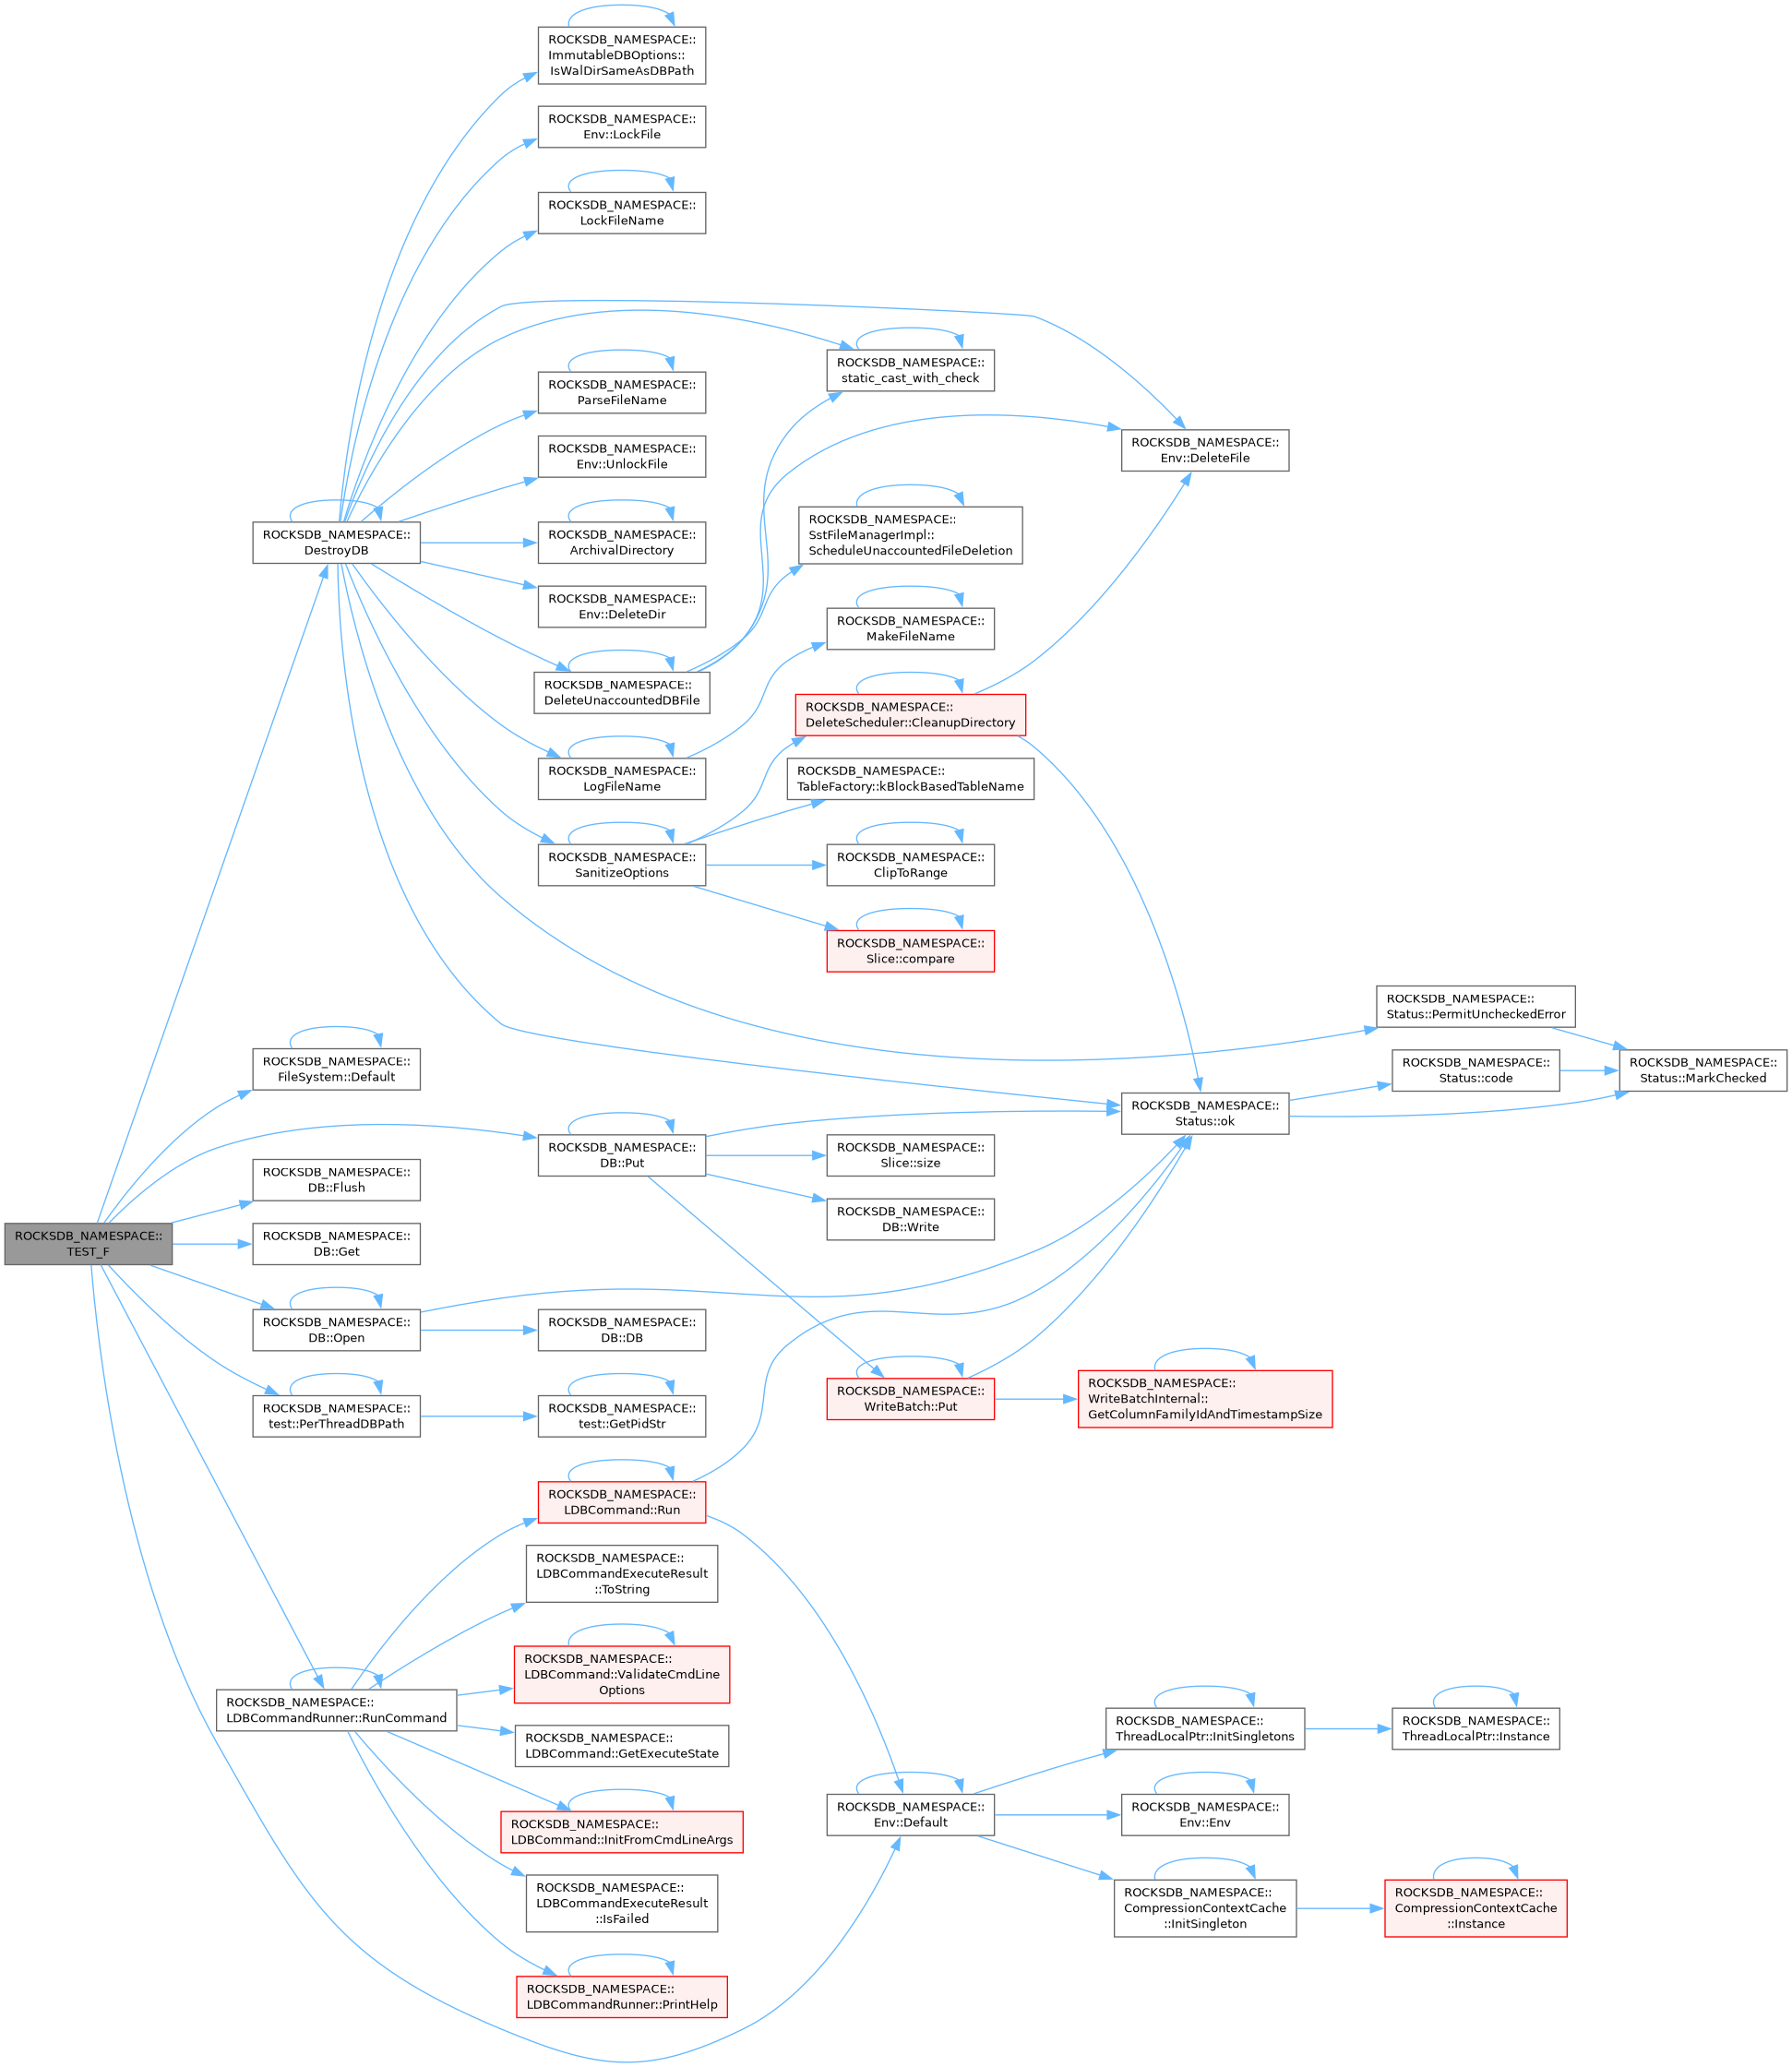 ROCKSDB_NAMESPACE::
ImmutableDBOptions::
IsWalDirSameAsDBPath
ROCKSDB_NAMESPACE::
Env::LockFile
ROCKSDB_NAMESPACE::
LockFileName
ROCKSDB_NAMESPACE::
static_cast_with_check
ROCKSDB_NAMESPACE::
ParseFileName
ROCKSDB_NAMESPACE::
Env::DeleteFile
ROCKSDB_NAMESPACE::
Env::UnlockFile
ROCKSDB_NAMESPACE::
DestroyDB
ROCKSDB_NAMESPACE::
ArchivalDirectory
ROCKSDB_NAMESPACE::
SstFileManagerImpl::
ScheduleUnaccountedFileDeletion
ROCKSDB_NAMESPACE::
Env::DeleteDir
ROCKSDB_NAMESPACE::
MakeFileName
ROCKSDB_NAMESPACE::
DeleteUnaccountedDBFile
ROCKSDB_NAMESPACE::
DeleteScheduler::CleanupDirectory
ROCKSDB_NAMESPACE::
LogFileName
ROCKSDB_NAMESPACE::
TableFactory::kBlockBasedTableName
ROCKSDB_NAMESPACE::
SanitizeOptions
ROCKSDB_NAMESPACE::
ClipToRange
ROCKSDB_NAMESPACE::
Slice::compare
ROCKSDB_NAMESPACE::
Status::PermitUncheckedError
ROCKSDB_NAMESPACE::
FileSystem::Default
ROCKSDB_NAMESPACE::
Status::code
ROCKSDB_NAMESPACE::
Status::MarkChecked
ROCKSDB_NAMESPACE::
Status::ok
ROCKSDB_NAMESPACE::
DB::Put
ROCKSDB_NAMESPACE::
Slice::size
ROCKSDB_NAMESPACE::
DB::Flush
ROCKSDB_NAMESPACE::
DB::Write
ROCKSDB_NAMESPACE::
TEST_F
ROCKSDB_NAMESPACE::
DB::Get
ROCKSDB_NAMESPACE::
DB::Open
ROCKSDB_NAMESPACE::
DB::DB
ROCKSDB_NAMESPACE::
test::PerThreadDBPath
ROCKSDB_NAMESPACE::
test::GetPidStr
ROCKSDB_NAMESPACE::
WriteBatch::Put
ROCKSDB_NAMESPACE::
WriteBatchInternal::
GetColumnFamilyIdAndTimestampSize
ROCKSDB_NAMESPACE::
LDBCommand::Run
ROCKSDB_NAMESPACE::
LDBCommandExecuteResult
::ToString
ROCKSDB_NAMESPACE::
LDBCommand::ValidateCmdLine
Options
ROCKSDB_NAMESPACE::
LDBCommandRunner::RunCommand
ROCKSDB_NAMESPACE::
LDBCommand::GetExecuteState
ROCKSDB_NAMESPACE::
ThreadLocalPtr::InitSingletons
ROCKSDB_NAMESPACE::
ThreadLocalPtr::Instance
ROCKSDB_NAMESPACE::
LDBCommand::InitFromCmdLineArgs
ROCKSDB_NAMESPACE::
Env::Default
ROCKSDB_NAMESPACE::
Env::Env
ROCKSDB_NAMESPACE::
LDBCommandExecuteResult
::IsFailed
ROCKSDB_NAMESPACE::
CompressionContextCache
::InitSingleton
ROCKSDB_NAMESPACE::
CompressionContextCache
::Instance
ROCKSDB_NAMESPACE::
LDBCommandRunner::PrintHelp